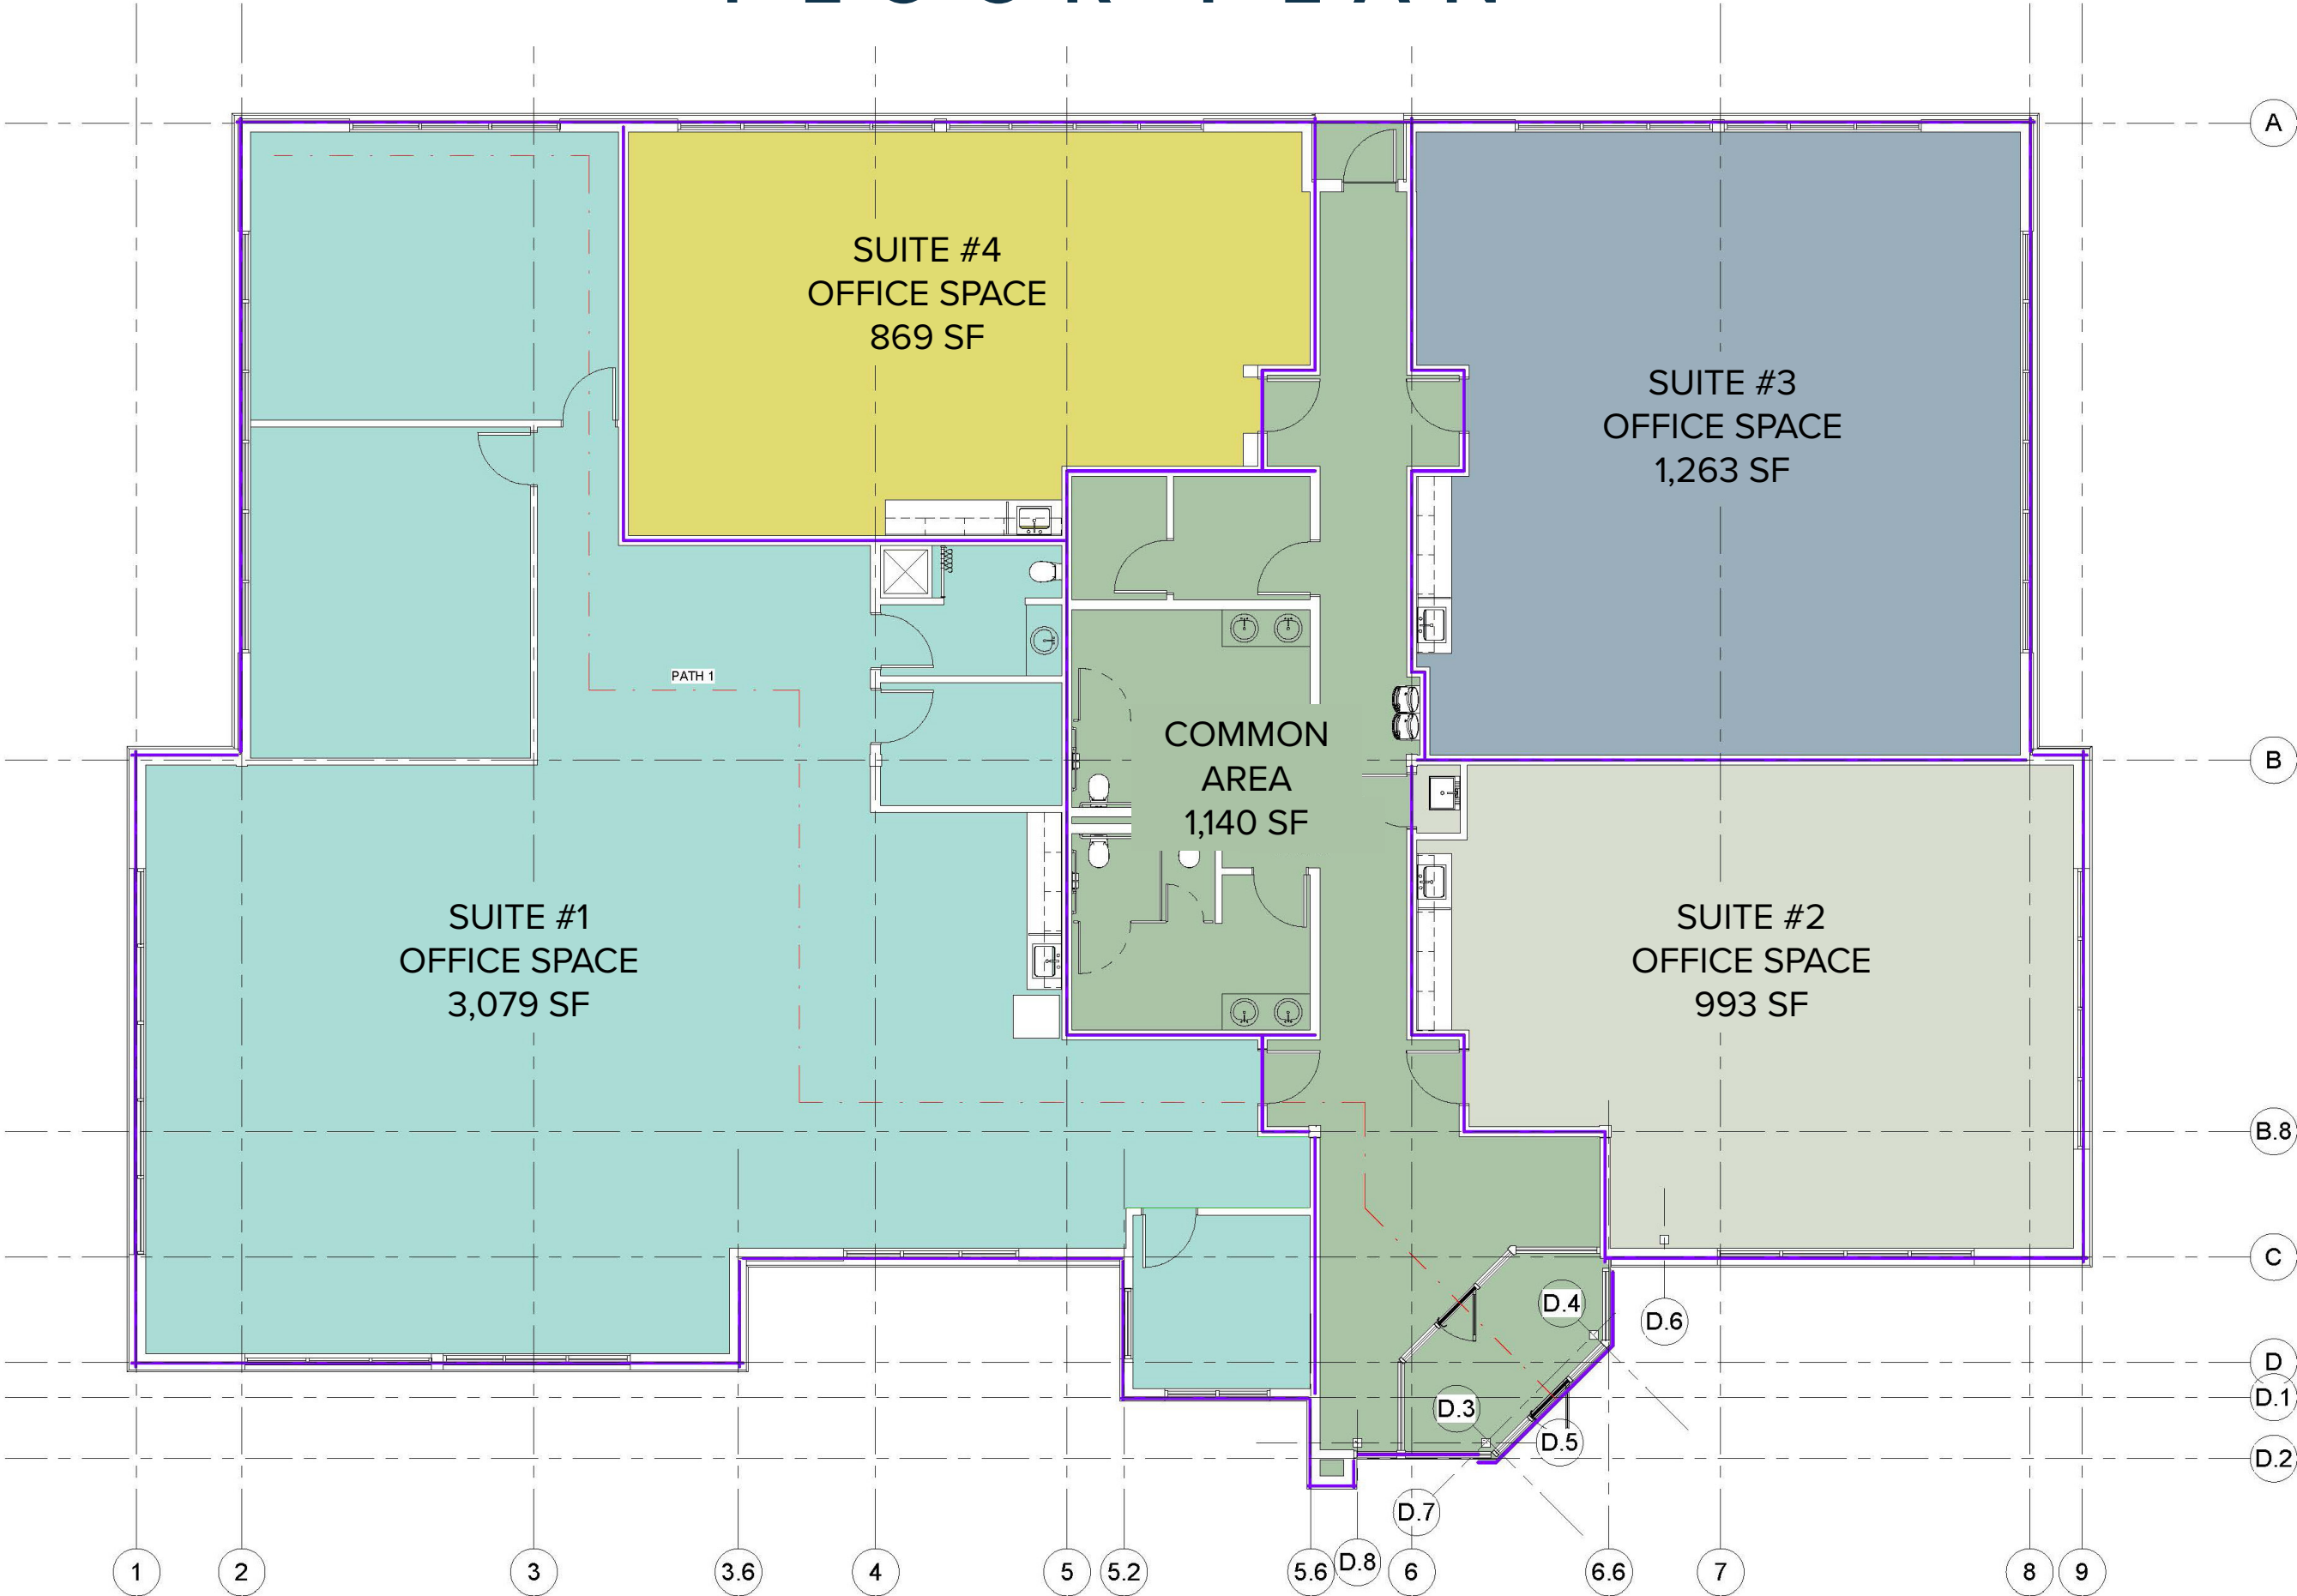 FLOOR PLAN
A
SUITE #4
OFFICE SPACE
869 SF
SUITE #3
OFFICE SPACE
1,263 SF
PATH 1
COMMON
AREA
1,140 SF
B
SUITE #1
OFFICE SPACE
3,079 SF
SUITE #2
OFFICE SPACE
993 SF
B.8
C
D.4
D.6
D
D.1
D.3
D.5
D.2
D.7
D.8
1
2
3
3.6
4
5
5.2
5.6
6
6.6
7
8
9